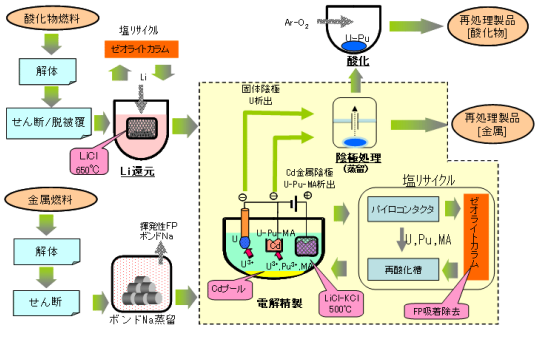 酸化物燃料
解体
せん断/脱被覆
塩リサイクル
ゼオライトカラム
Li
LiCl
650℃
Li還元
Ar-O2
U-Pu
酸化
再処理製品
[酸化物]
固体陰極
U析出
陰極処理
(蒸留)
再処理製品
[金属]
Cd金属陰極
U-Pu-MA析出
金属燃料
解体
せん断
揮発性FP
ボンドNa
ボンドNa蒸留
U
U-Pu-MA
Cd
U3+
U3+,Pu3+,MA
Cdプール
電解精製
LiCl-KCl
500℃
塩リサイクル
パイロコンタクタ
U,Pu,MA
再酸化槽
ゼオライトカラム
FP吸着除去